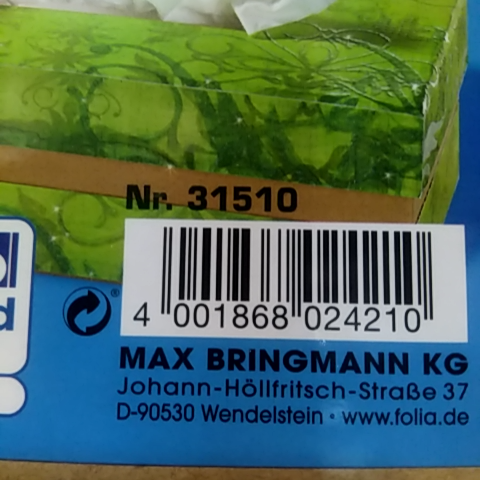 Nr. 31510
4 001868 024210
MAX BRINGMANN KG
Johann-Höllfritsch-Straße 37
D-90530 Wendelstein · www.folia.de